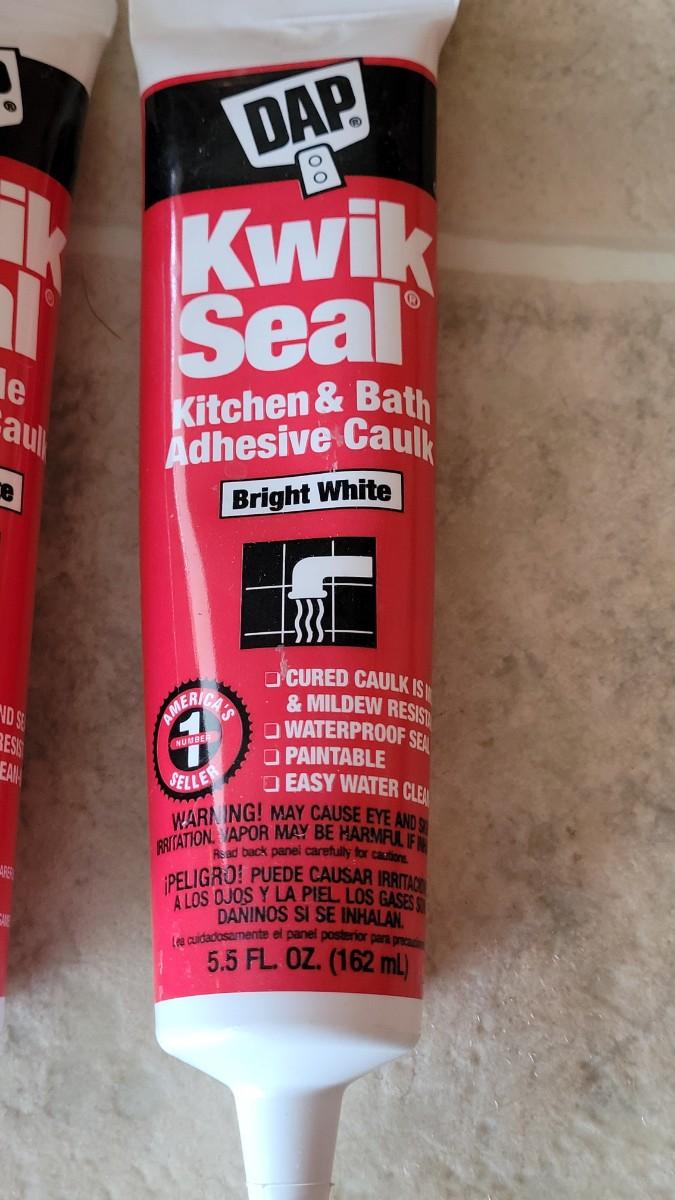 DAP®
Kwik
Seal®
Kitchen & Bath
Adhesive Caulk
Bright White
AMERICA'S
NUMBER 1
SELLER
CURED CAULK IS
& MILDEW
WATERPROOF
PAINTABLE
EASY WATER
WARNING! MAY CAUSE EYE AND
IRRITATION. VAPOR MAY BE HARMFUL IF
Read back panel carefully for cautions.
¡PELIGRO! PUEDE CAUSAR
A LOS OJOS Y LA PIEL. LOS GASES
DAÑINOS SI SE INHALAN.
Lea cuidadosamente el panel posterior para
5.5 FL. OZ. (162 mL)